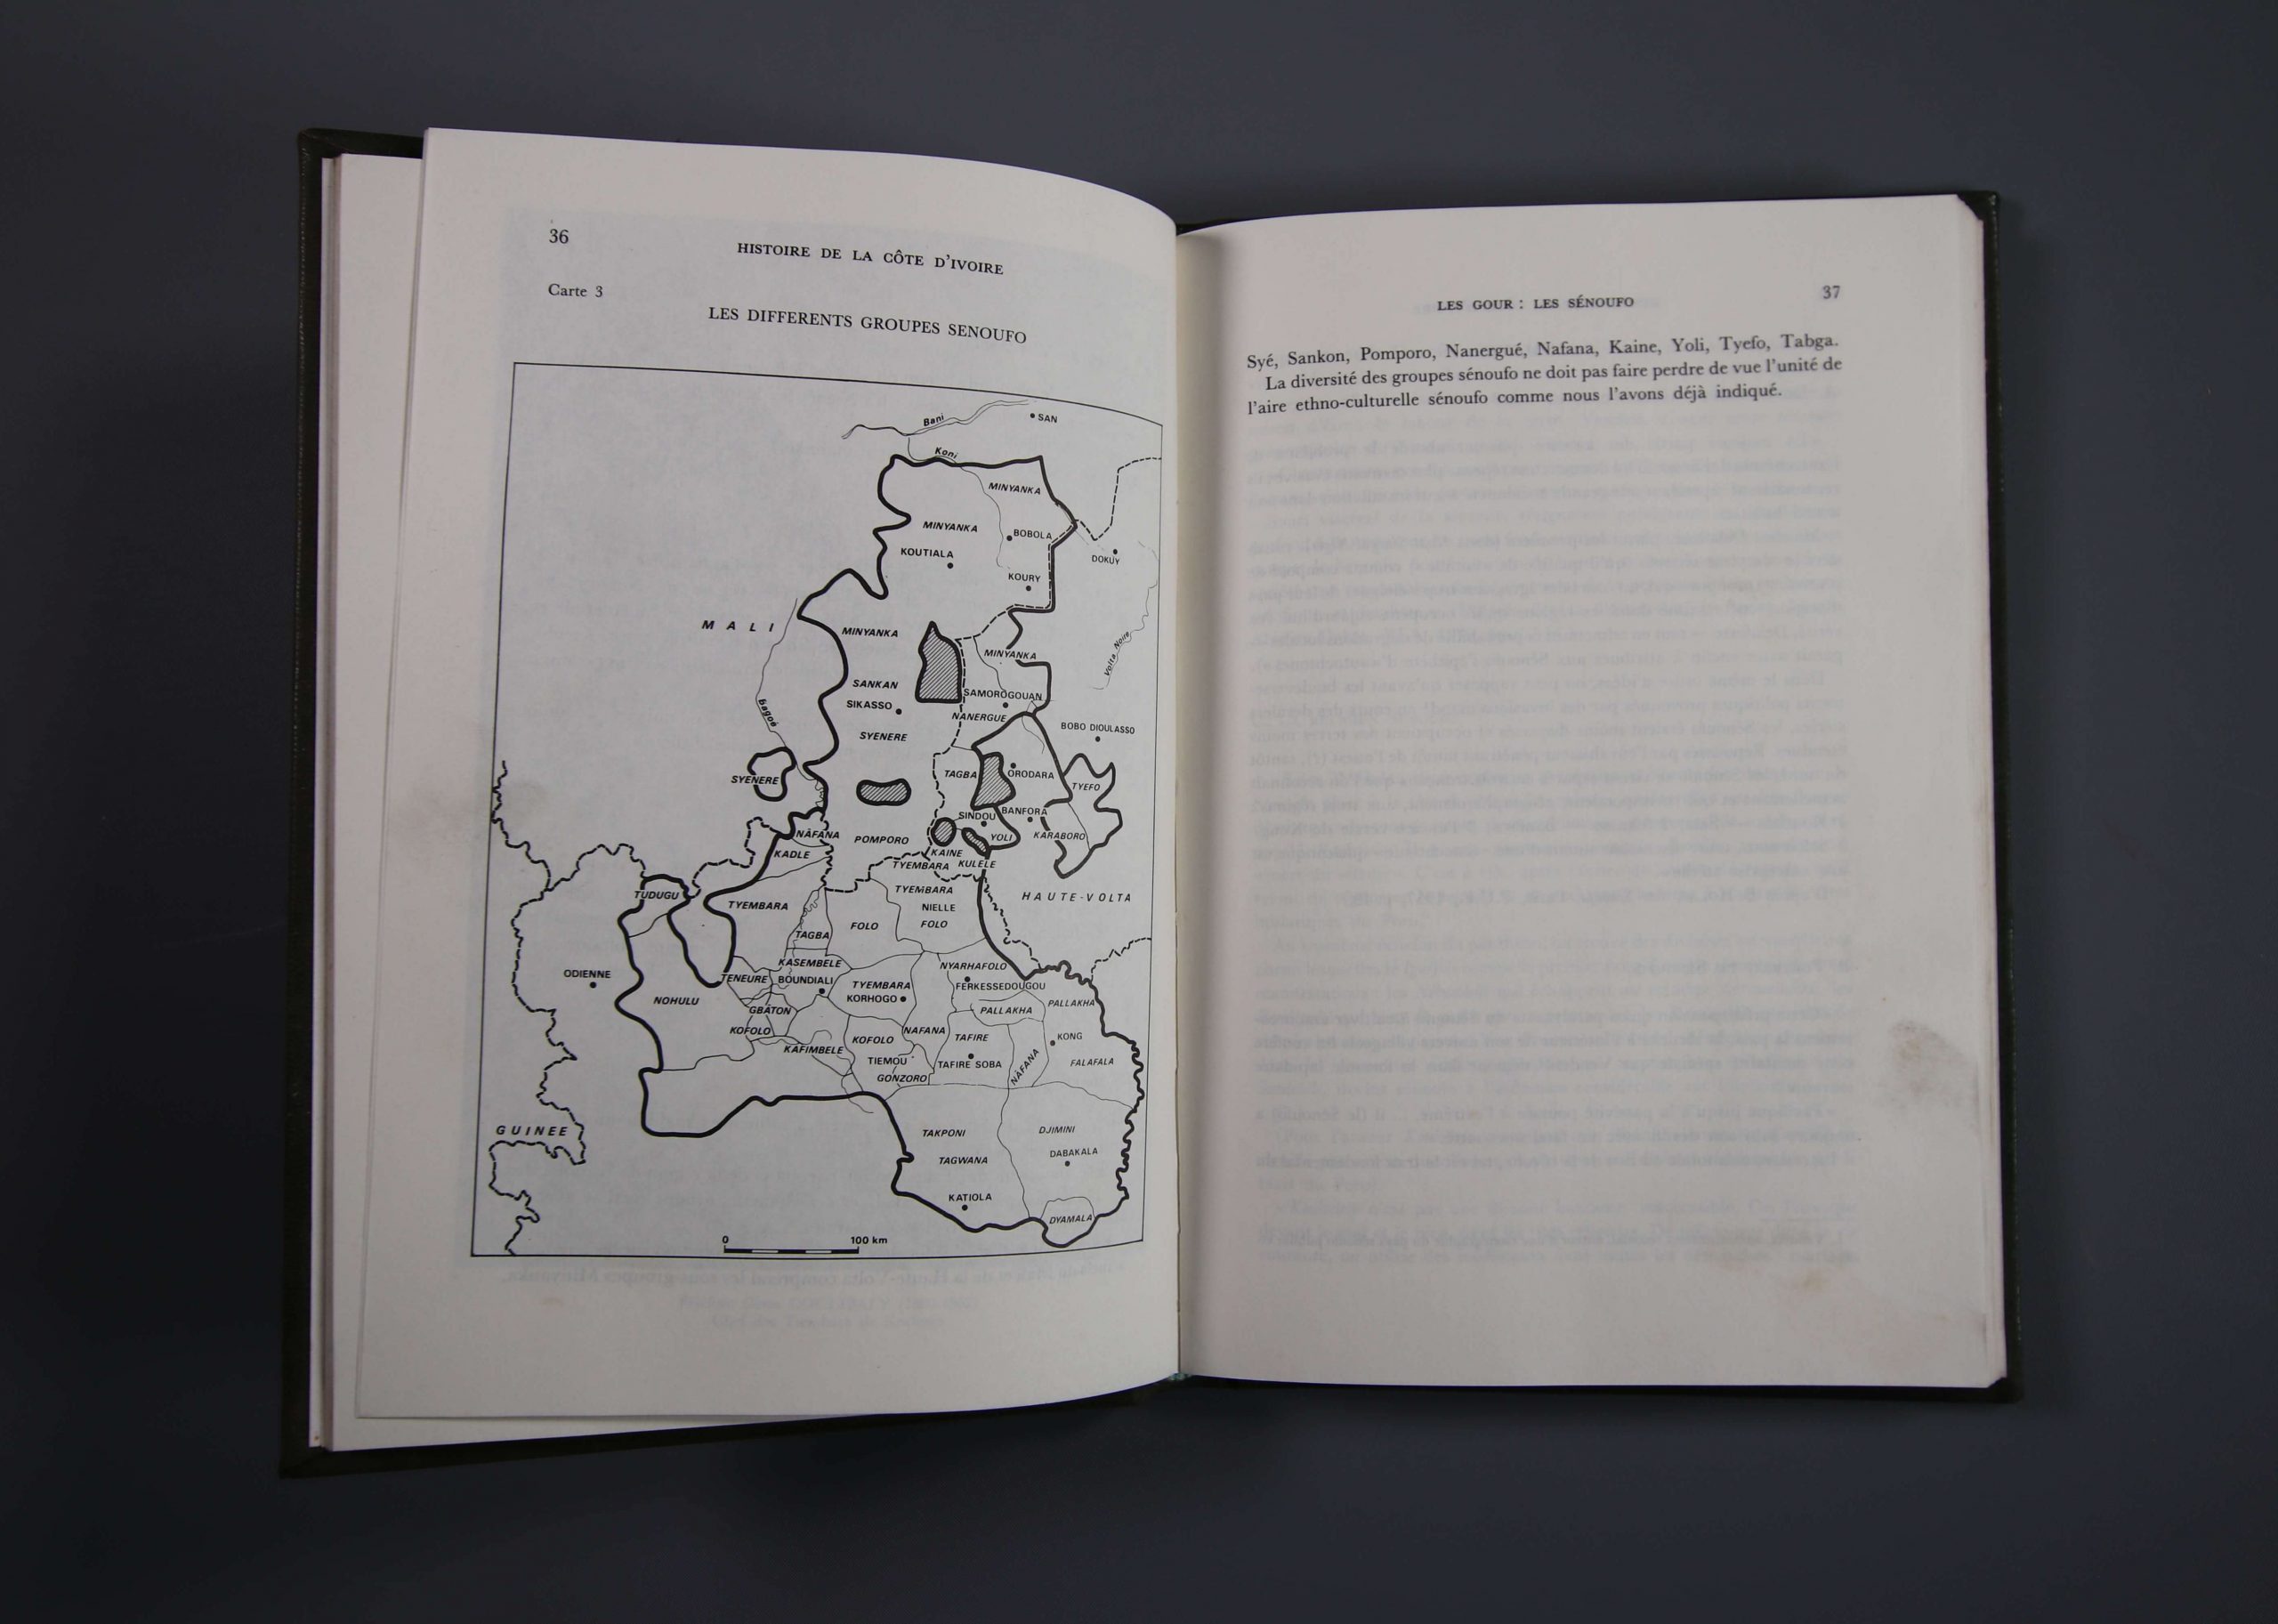 36
HISTOIRE DE LA CÔTE D'IVOIRE
Carte 3
LES DIFFERENTS GROUPES SENOUFO
Bani
SAN
Koni
MINYANKA
MINYANKA
BOBOLA
KOUTIALA
DOKUY
KOURY
MALI
MINYANKA
Volta Noire
MINYANKA
SANKAN
SAMOROGOUAN
SIKASSO
NANERGUE
Bagoé
BOBO DIOULASSO
SYENERE
SYENERE
TAGBA
ORODARA
TYEFO
BANFORA
SINDOU
NAFANA
POMPORO
YOLI
KARABORO
KADLE
KAINE
TYEMBARA
KULELE
TUDUGU
TYEMBARA
HAUTE-VOLTA
TYEMBARA
NIELLE
FOLO
FOLO
TAGBA
KASEMBELE
NYARHAFOLO
ODIENNE
TENEURE
BOUNDIALI
TYEMBARA
FERKESSEDOUGOU
KORHOGO
NOHULU
PALLAKHA
GBATON
PALLAKHA
KOFOLO
NAFANA
KOFOLO
TAFIRE
KONG
KAFIMBELE
TIEMOU
TAFIRE SOBA
NAFANA
FALAFALA
GONZORO
GUINEE
TAKPONI
DJIMINI
TAGWANA
DABAKALA
KATIOLA
DYAMALA
0
100 km
LES GOUR : LES SÉNOUFO
37
Syé, Sankon, Pomporo, Nanergué, Nafana, Kaine, Yoli, Tyefo, Tabga.
La diversité des groupes sénoufo ne doit pas faire perdre de vue l'unité de
l'aire ethno-culturelle sénoufo comme nous l'avons déjà indiqué.